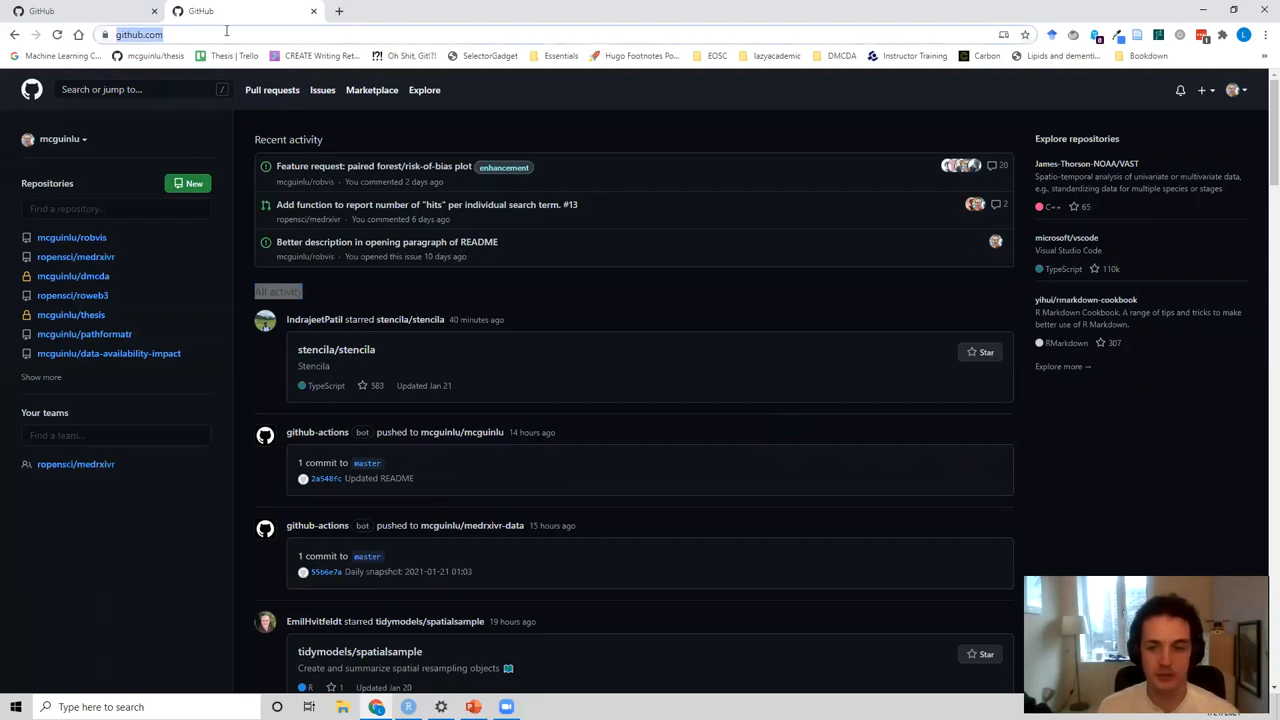 GitHub
GitHub
github.com
Machine Learning C...
mcguinlu/thesis
Thesis | Trello
CREATE Writing Ret...
?!? Oh Shit, Git!?!
SelectorGadget
Essentials
Hugo Footnotes Po...
EOSC
lazyacademic
DMCDA
Instructor Training
Carbon
Lipids and dementi...
Bookdown
Search or jump to...
/
Pull requests
Issues
Marketplace
Explore
mcguinlu
Repositories
New
Find a repository...
mcguinlu/robvis
ropensci/medrxivr
mcguinlu/dmcda
ropensci/roweb3
mcguinlu/thesis
mcguinlu/pathformatr
mcguinlu/data-availability-impact
Show more
Your teams
Find a team...
ropensci/medrxivr
Recent activity
Feature request: paired forest/risk-of-bias plot enhancement
20
mcguinlu/robvis · You commented 2 days ago
Add function to report number of "hits" per individual search term. #13
2
ropensci/medrxivr · You commented 6 days ago
Better description in opening paragraph of README
mcguinlu/robvis · You opened this issue 10 days ago
All activity
IndrajeetPatil starred stencila/stencila 40 minutes ago
stencila/stencila
Star
Stencila
TypeScript 583 Updated Jan 21
github-actions bot pushed to mcguinlu/mcguinlu 14 hours ago
1 commit to master
2a548fc Updated README
github-actions bot pushed to mcguinlu/medrxivr-data 15 hours ago
1 commit to master
55b6e7a Daily snapshot: 2021-01-21 01:03
EmilHvitfeldt starred tidymodels/spatialsample 19 hours ago
tidymodels/spatialsample
Star
Create and summarize spatial resampling objects
R 1 Updated Jan 20
Explore repositories
James-Thorson-NOAA/VAST
Spatio-temporal analysis of univariate or multivariate data,
e.g., standardizing data for multiple species or stages
C++ 65
microsoft/vscode
Visual Studio Code
TypeScript 110k
yihui/rmarkdown-cookbook
R Markdown Cookbook. A range of tips and tricks to make
better use of R Markdown.
RMarkdown 307
Explore more →
Type here to search